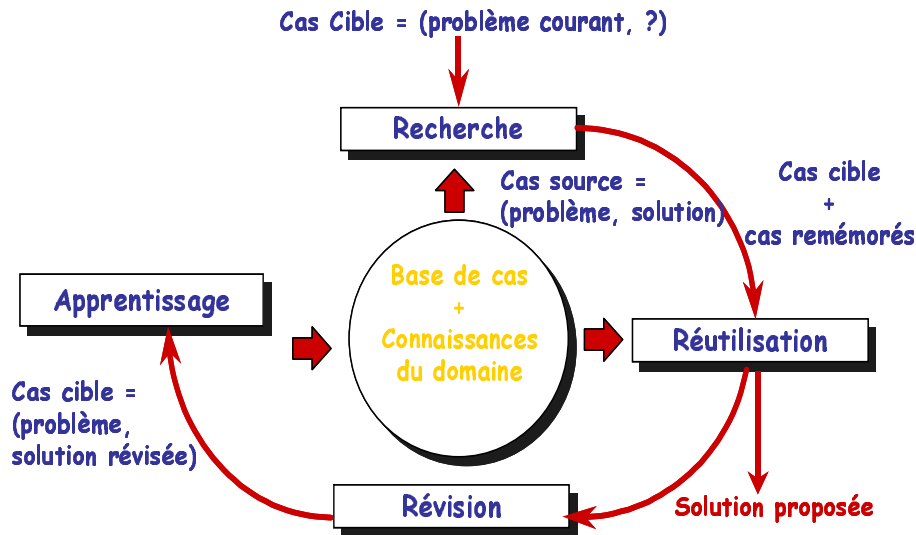 Cas Cible = (problème courant, ?)
Recherche
Cas source =
(problème, solution)
Cas cible
+
cas remémorés
Base de cas
+
Connaissances
du domaine
Apprentissage
Réutilisation
Cas cible =
(problème,
solution révisée)
Révision
Solution proposée